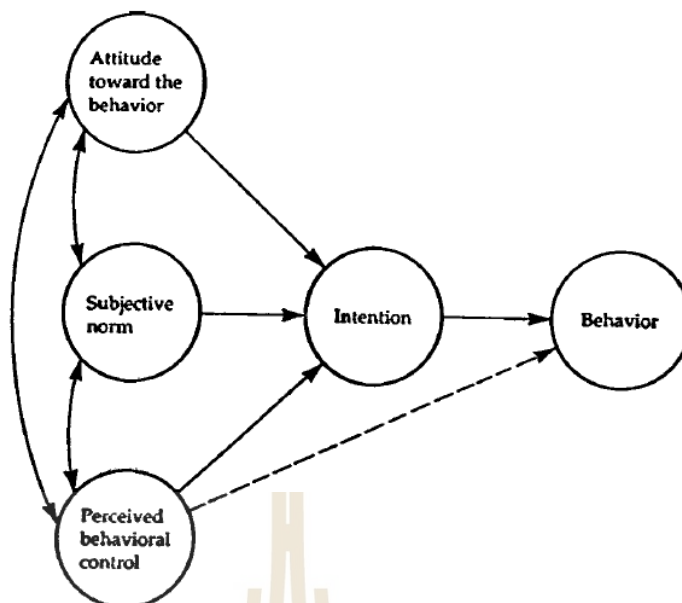 Attitude
toward the
behavior
Subjective
norm
Intention
Behavior
Perceived
behavioral
control